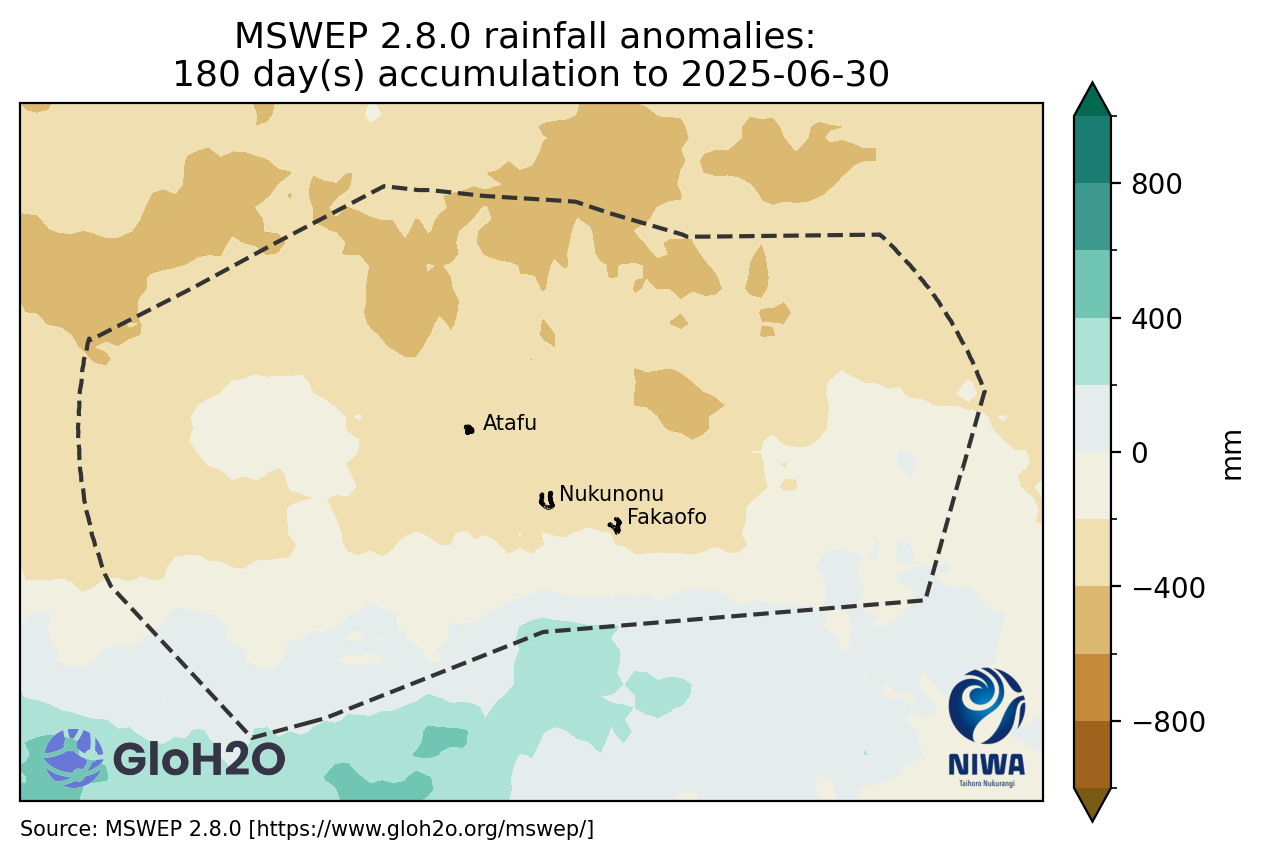 MSWEP 2.8.0 rainfall anomalies:
180 day(s) accumulation to 2025-06-30
800
400
0
−400
−800
mm
Atafu
Nukunonu
Fakaofo
GloH2O
NIWA
Taihoro Nukurangi
Source: MSWEP 2.8.0 [https://www.gloh2o.org/mswep/]